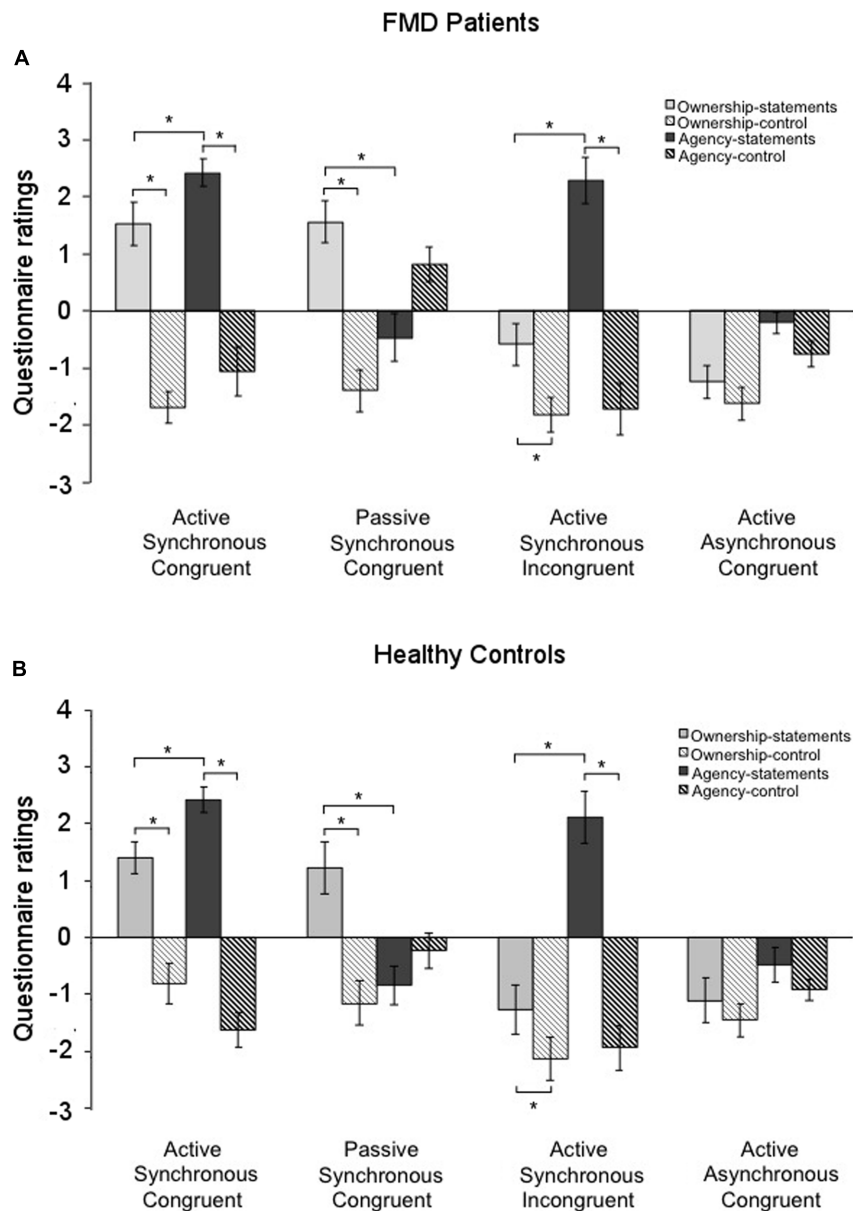 FMD Patients
A
4
3
2
1
0
-1
-2
-3
Questionnaire ratings
Ownership-statements
Ownership-control
Agency-statements
Agency-control
* * *
* *
* *
*
Active
Synchronous
Congruent
Passive
Synchronous
Congruent
Active
Synchronous
Incongruent
Active
Asynchronous
Congruent
Healthy Controls
B
4
3
2
1
0
-1
-2
-3
Questionnaire ratings
Ownership-statements
Ownership-control
Agency-statements
Agency-control
* * *
* *
* *
*
Active
Synchronous
Congruent
Passive
Synchronous
Congruent
Active
Synchronous
Incongruent
Active
Asynchronous
Congruent